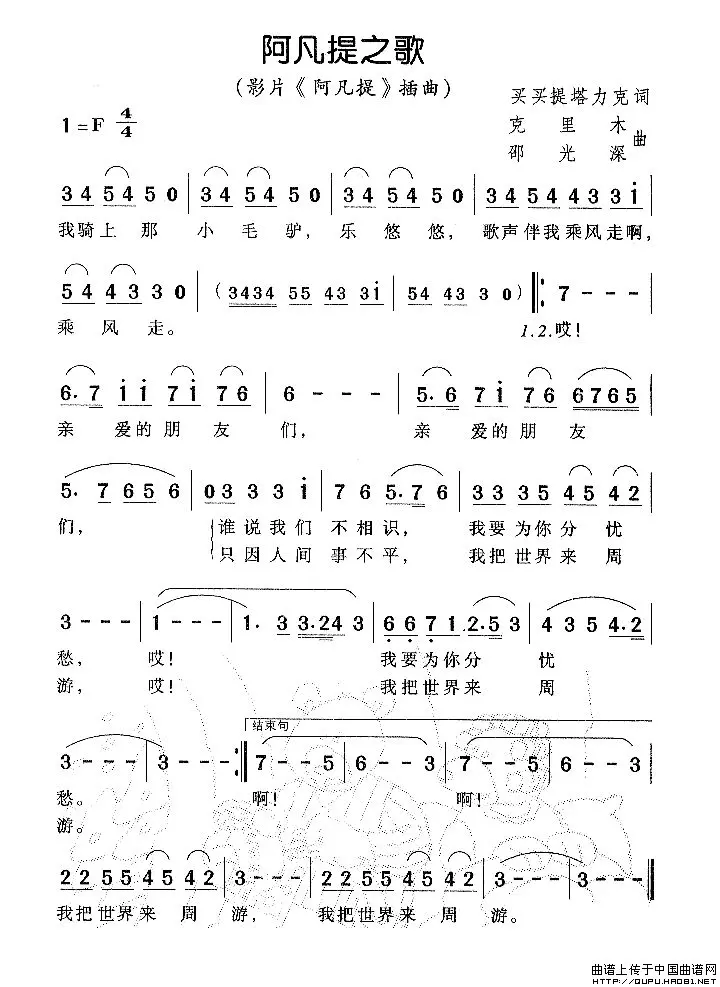 阿凡提之歌
(影片《阿凡提》插曲)
1=F 4/4
买买提塔力克词
克里木
邵光深 曲
3 4 5 4 5 0 | 3 4 5 4 5 0 | 3 4 5 4 5 0 | 3 4 5 4 4 3 3 i |
我骑上那 小毛驴, 乐悠悠, 歌声伴我乘风走啊,
5 4 4 3 3 0 | (3434 55 43 3i | 54 43 3 0) ‖: 7 - - - |
乘风走。 1.2.哎!
6. 7 i i 7 i 7 6 | 6 - - - | 5. 6 7 i 7 6 6765 |
亲爱的朋友们, 亲爱的朋友
5. 7 6 5 6 | 03 3 3 i | 7 6 5. 7 6 | 3 3 3 5 4 5 4 2 |
们, 谁说我们不相识, 我要为你分忧
只因人间事不平, 我把世界来周
3 - - - | 1 - - - | 1. 3 3.24 3 | 6 6 7 1 2.5 3 | 4 3 5 4.2 |
愁, 哎! 我要为你分忧
游, 哎! 我把世界来周
结束句
3 - - - | 3 - - - :‖ 7 - - 5 | 6 - - 3 | 7 - - 5 | 6 - - 3 |
愁。 啊! 啊!
游。
2 2 5 5 4 5 4 2 | 3 - - - | 2 2 5 5 4 5 4 2 | 3 - - - | 3 - - - ‖
我把世界来周游, 我把世界来周游。
曲谱上传于中国曲谱网
HTTP://QUPU.HAO81.NET